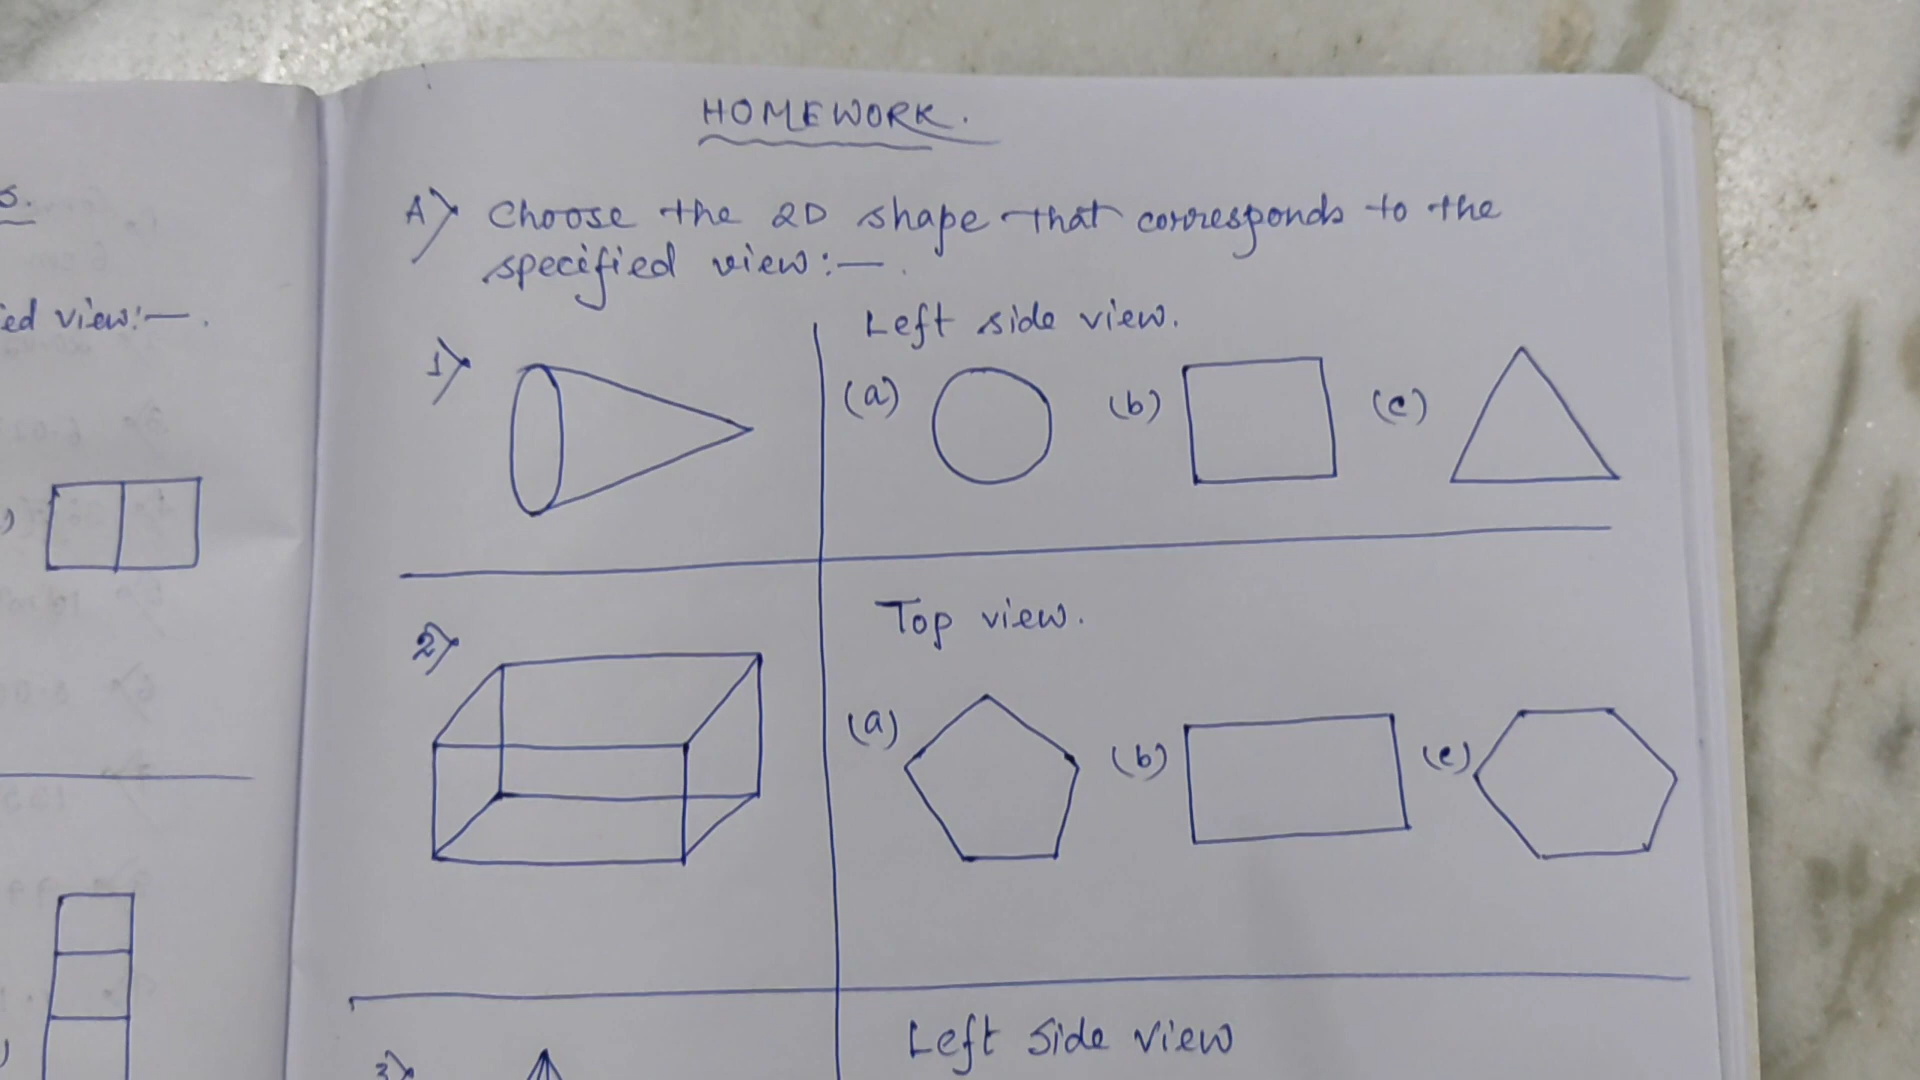 HOMEWORK.
A) Choose the 2D shape that corresponds to the
specified view:—.
Left side view.
1)
(a) (b) (c)
Top view.
2)
(a) (b) (c)
Left side view
3)
s.
ed view:—.